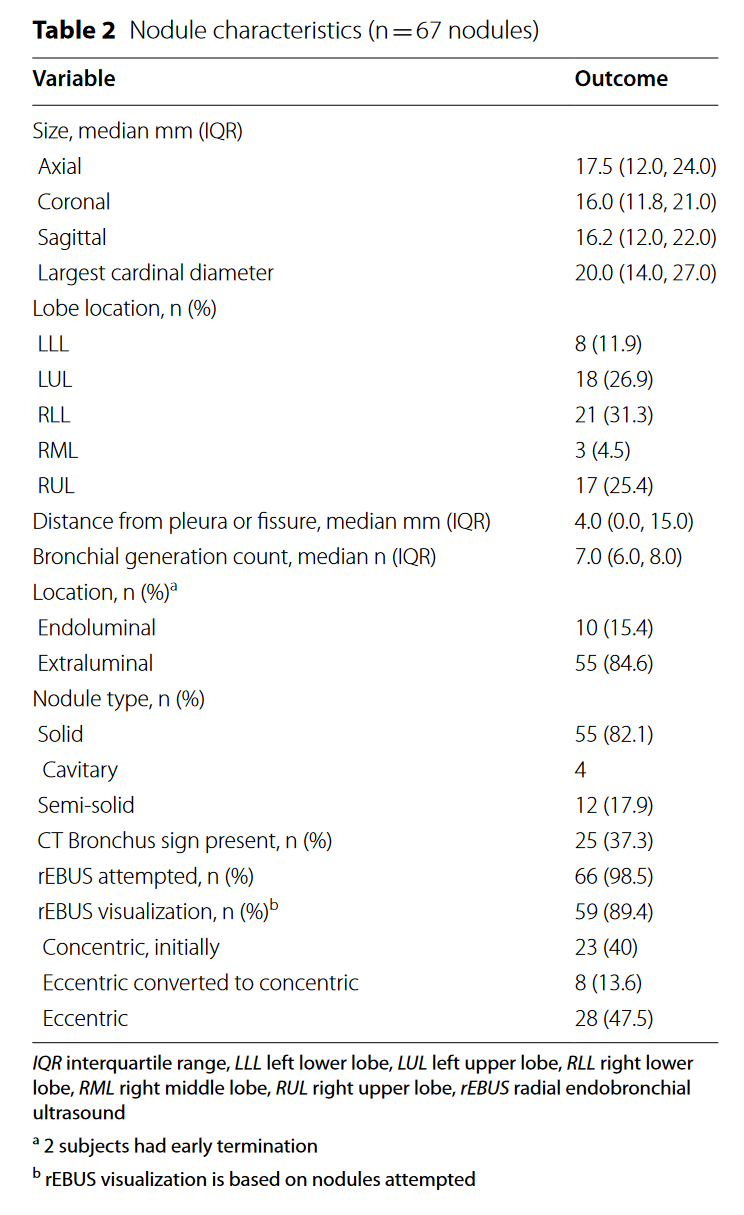 Table 2 Nodule characteristics (n = 67 nodules)
Variable Outcome
Size, median mm (IQR)
Axial 17.5 (12.0, 24.0)
Coronal 16.0 (11.8, 21.0)
Sagittal 16.2 (12.0, 22.0)
Largest cardinal diameter 20.0 (14.0, 27.0)
Lobe location, n (%)
LLL 8 (11.9)
LUL 18 (26.9)
RLL 21 (31.3)
RML 3 (4.5)
RUL 17 (25.4)
Distance from pleura or fissure, median mm (IQR) 4.0 (0.0, 15.0)
Bronchial generation count, median n (IQR) 7.0 (6.0, 8.0)
Location, n (%)a
Endoluminal 10 (15.4)
Extraluminal 55 (84.6)
Nodule type, n (%)
Solid 55 (82.1)
Cavitary 4
Semi-solid 12 (17.9)
CT Bronchus sign present, n (%) 25 (37.3)
rEBUS attempted, n (%) 66 (98.5)
rEBUS visualization, n (%)b 59 (89.4)
Concentric, initially 23 (40)
Eccentric converted to concentric 8 (13.6)
Eccentric 28 (47.5)
IQR interquartile range, LLL left lower lobe, LUL left upper lobe, RLL right lower
lobe, RML right middle lobe, RUL right upper lobe, rEBUS radial endobronchial
ultrasound
a 2 subjects had early termination
b rEBUS visualization is based on nodules attempted